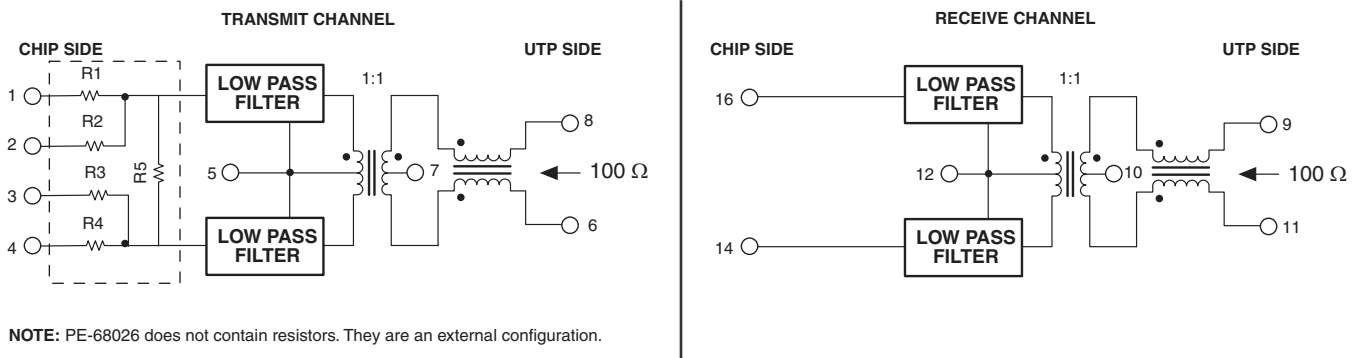 TRANSMIT CHANNEL
CHIP SIDE
UTP SIDE
R1
1
R2
2
R3
3
R4
4
R5
LOW PASS
FILTER
1:1
5
7
8
100 Ω
6
LOW PASS
FILTER
NOTE: PE-68026 does not contain resistors. They are an external configuration.
RECEIVE CHANNEL
CHIP SIDE
UTP SIDE
16
LOW PASS
FILTER
1:1
12
10
9
100 Ω
11
14
LOW PASS
FILTER